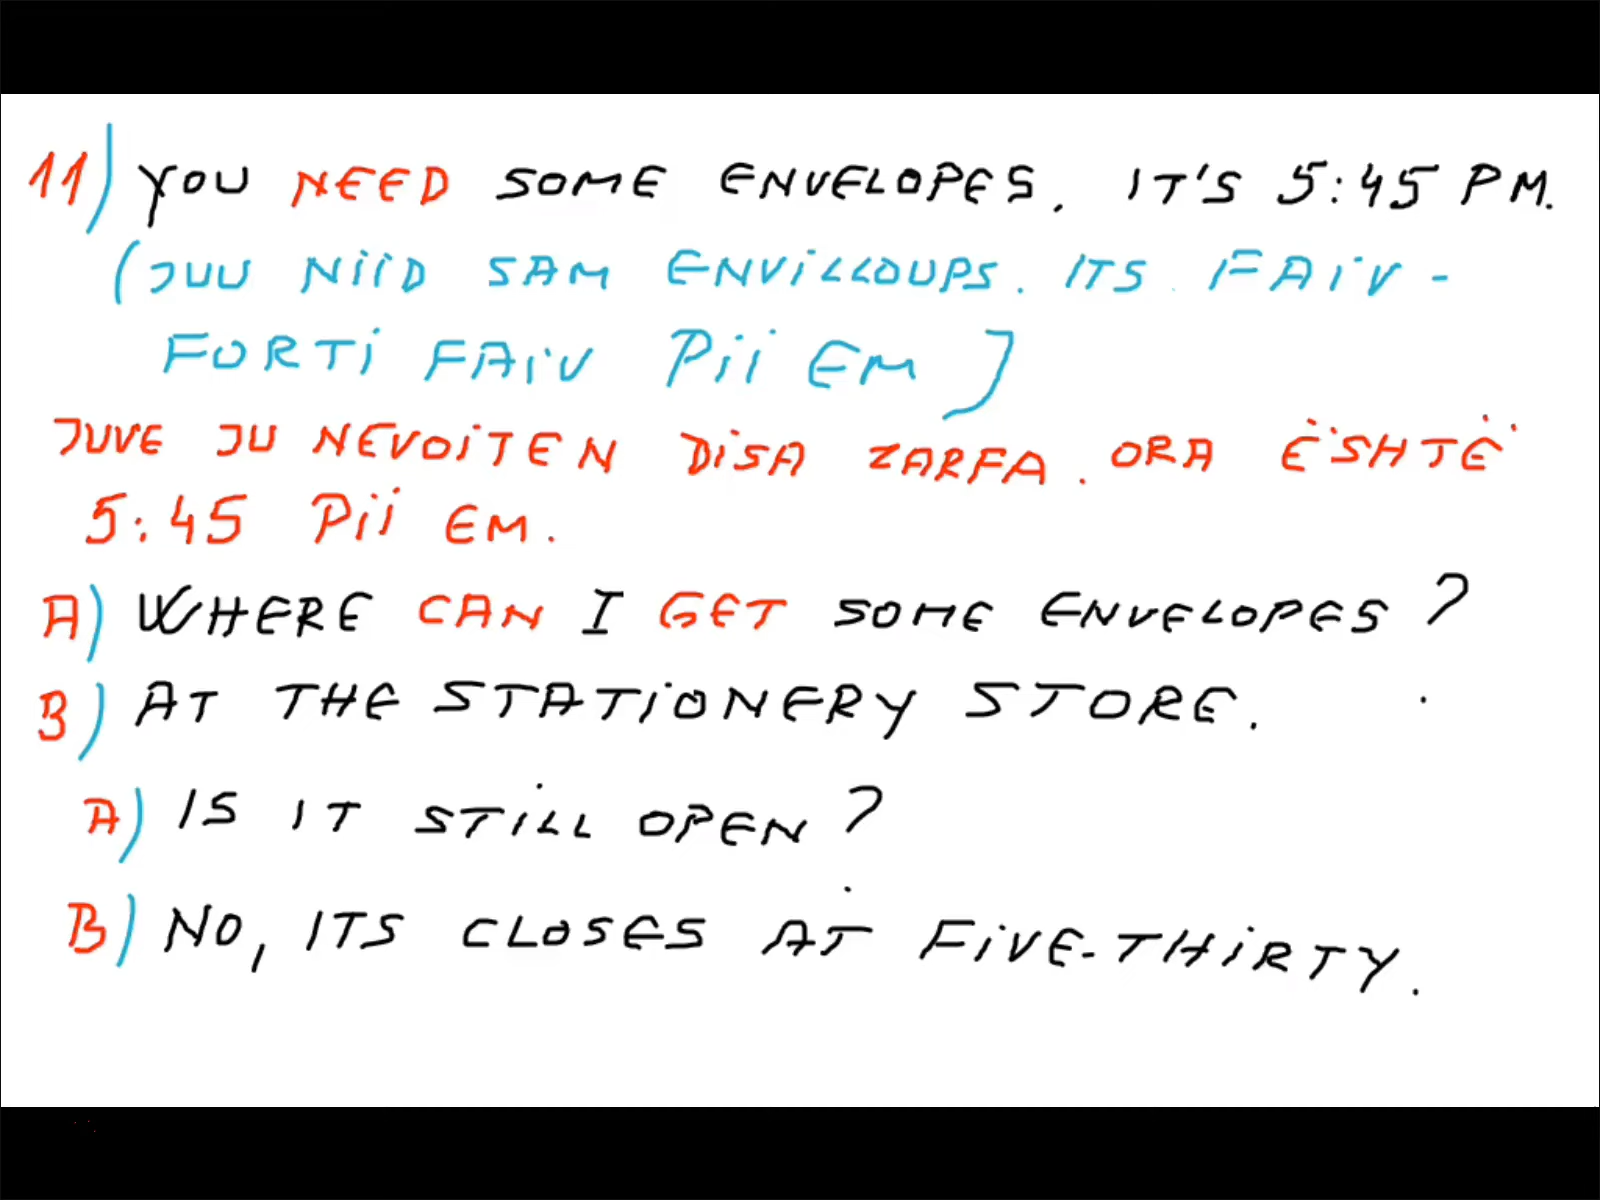 11) YOU NEED SOME ENVELOPES. IT'S 5:45 PM.
(JUU NIID SAM ENVILLOUPS. ITS FAIV -
FORTI FAIV PII EM)
JUVE JU NEVOITEN DISA ZARFA. ORA ËSHTË
5:45 PII EM.
A) WHERE CAN I GET SOME ENVELOPES?
B) AT THE STATIONERY STORE.
A) IS IT STILL OPEN?
B) NO, ITS CLOSES AT FIVE-THIRTY.